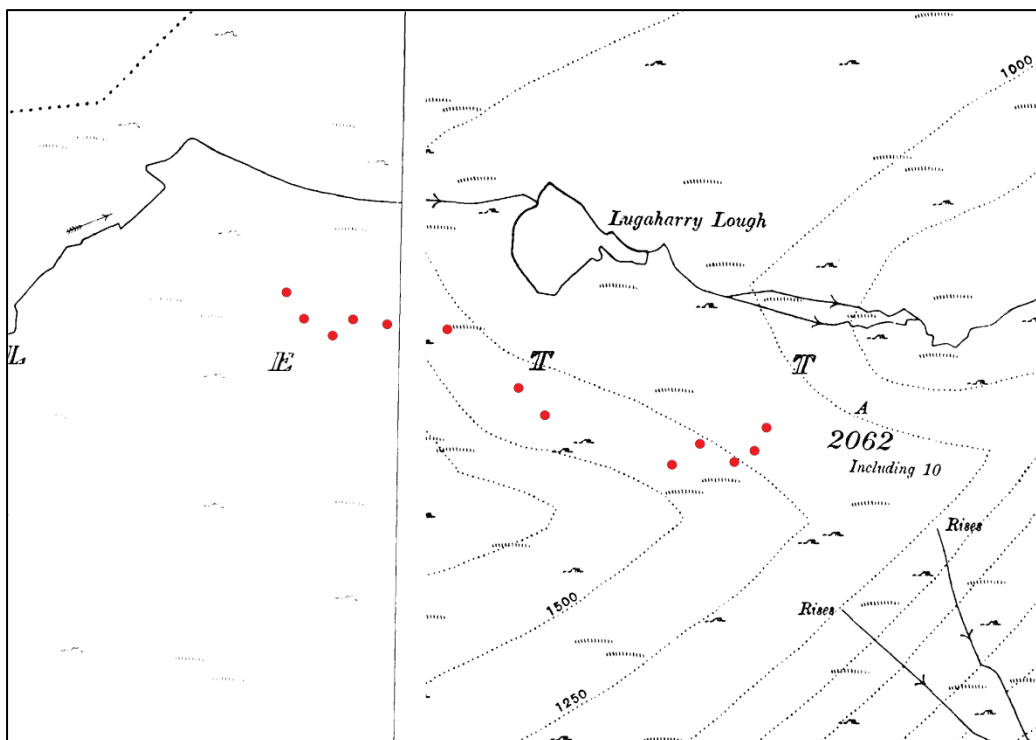 1000
Lugaharry Lough
L E T T
A
2062
Including 10
Rises
Rises
1500
1250